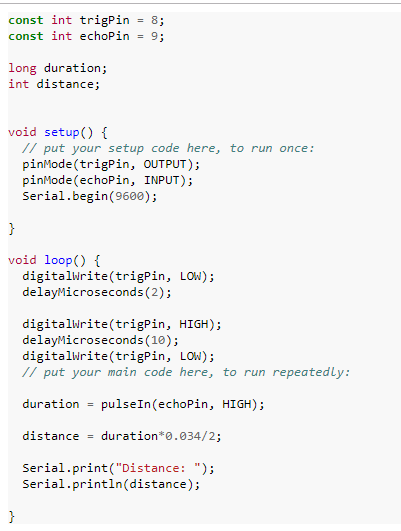 const int trigPin = 8;
const int echoPin = 9;
long duration;
int distance;
void setup() {
// put your setup code here, to run once:
pinMode(trigPin, OUTPUT);
pinMode(echoPin, INPUT);
Serial.begin(9600);
}
void loop() {
digitalWrite(trigPin, LOW);
delayMicroseconds(2);
digitalWrite(trigPin, HIGH);
delayMicroseconds(10);
digitalWrite(trigPin, LOW);
// put your main code here, to run repeatedly:
duration = pulseIn(echoPin, HIGH);
distance = duration*0.034/2;
Serial.print("Distance: ");
Serial.println(distance);
}